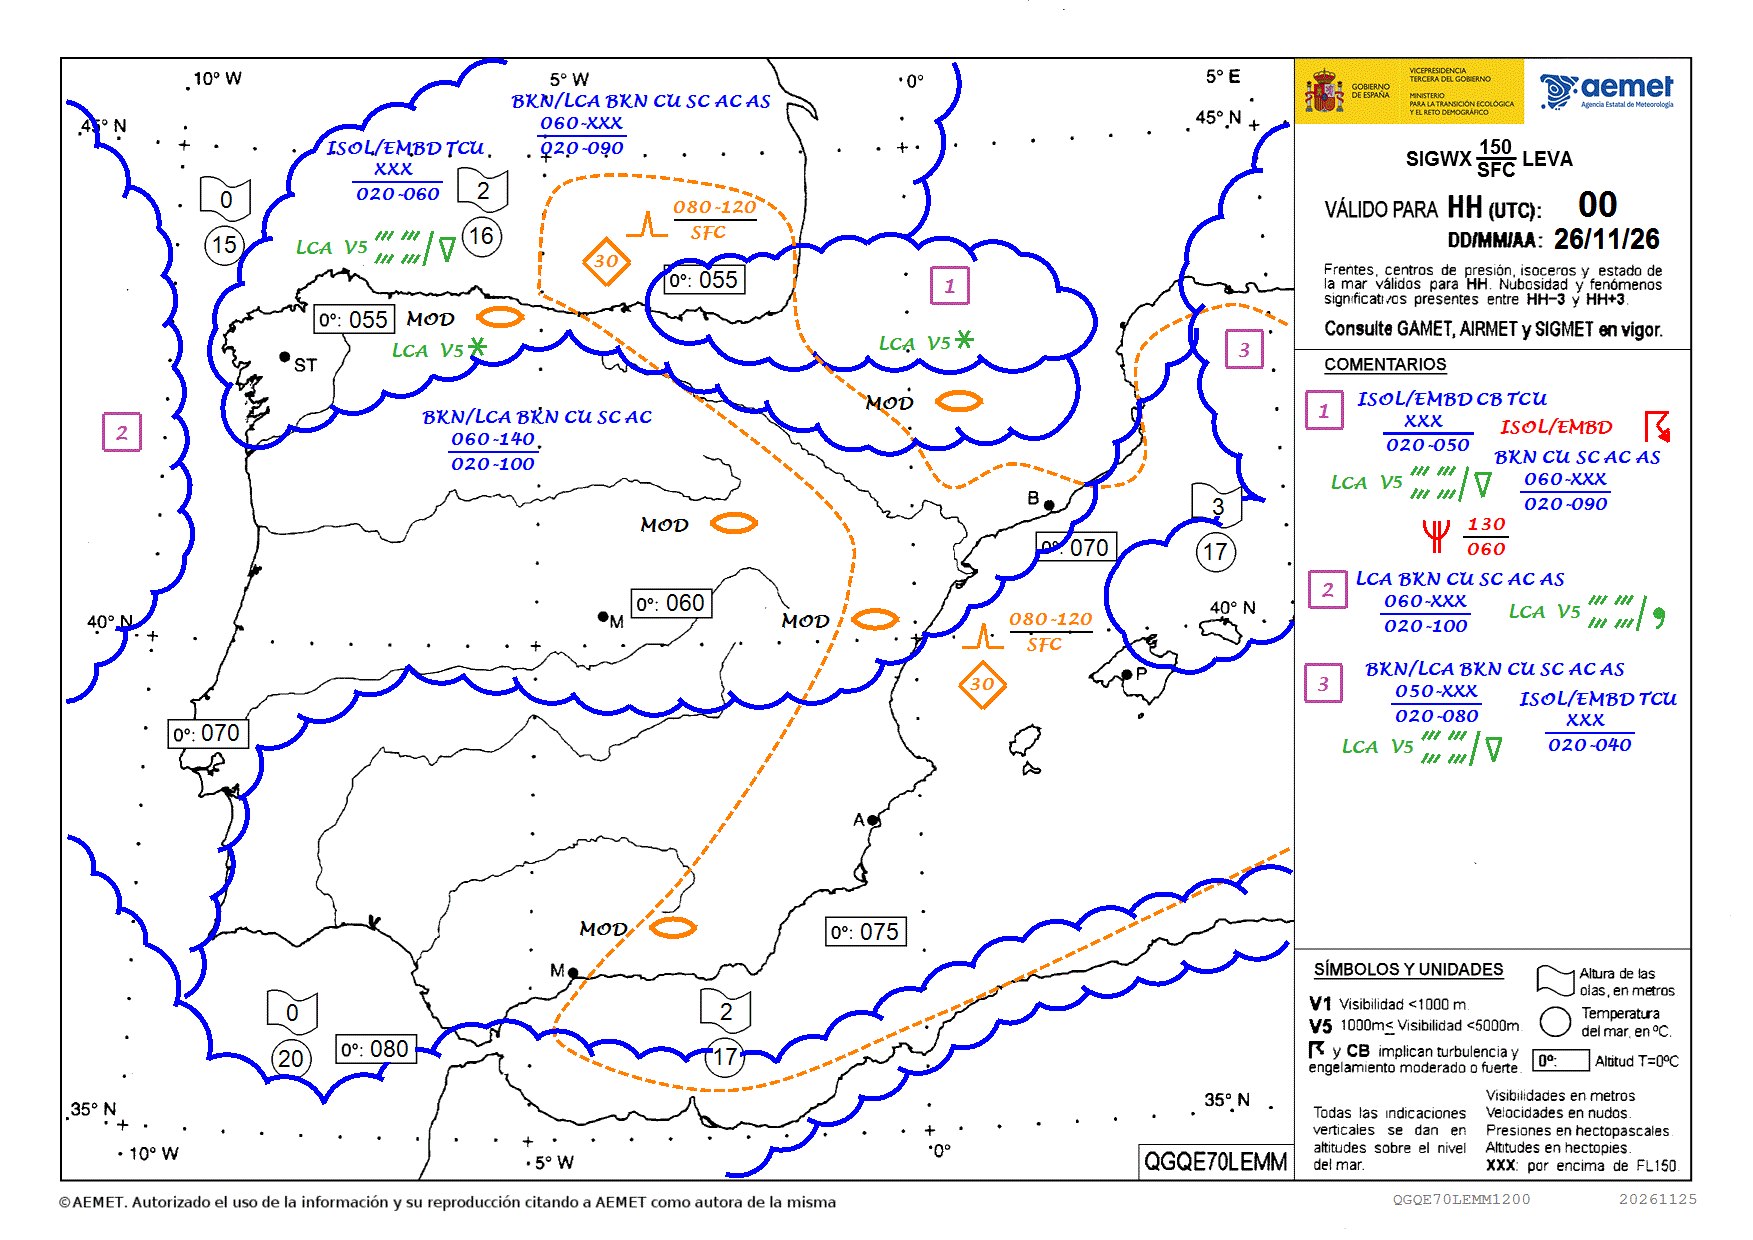 10° W
5° W
0°
5° E
45° N
45° N
BKN/LCA BKN CU SC AC AS
060-XXX
020-090
ISOL/EMBD TCU
XXX
020-060
0
15
2
16
LCA V5
080-120
SFC
30
0º: 055
0º: 055
MOD
LCA V5
ST
1
LCA V5
3
MOD
2
BKN/LCA BKN CU SC AC
060-140
020-100
MOD
B
3
17
0º: 070
0º: 060
M
MOD
080-120
SFC
30
40° N
40° N
P
0º: 070
A
MOD
0º: 075
M
0
20
0º: 080
2
17
35° N
35° N
10° W
5° W
0°
QGQE70LEMM
GOBIERNO
DE ESPAÑA
VICEPRESIDENCIA
TERCERA DEL GOBIERNO
MINISTERIO
PARA LA TRANSICIÓN ECOLÓGICA
Y EL RETO DEMOGRÁFICO
aemet
Agencia Estatal de Meteorología
SIGWX 150 LEVA
SFC
VÁLIDO PARA HH (UTC): 00
DD/MM/AA: 26/11/26
Frentes, centros de presión, isoceros y estado de
la mar válidos para HH. Nubosidad y fenómenos
significativos presentes entre HH-3 y HH+3.
Consulte GAMET, AIRMET y SIGMET en vigor.
COMENTARIOS
1
ISOL/EMBD CB TCU
XXX
020-050
ISOL/EMBD
BKN CU SC AC AS
060-XXX
020-090
LCA V5
130
060
2
LCA BKN CU SC AC AS
060-XXX
020-100
LCA V5
3
BKN/LCA BKN CU SC AC AS
050-XXX
020-080
ISOL/EMBD TCU
XXX
020-040
LCA V5
SÍMBOLOS Y UNIDADES
V1 Visibilidad <1000 m.
V5 1000m≤ Visibilidad <5000m.
y CB implican turbulencia y
engelamiento moderado o fuerte.
Altura de las
olas, en metros
Temperatura
del mar, en ºC.
0º: Altitud T=0ºC
Todas las indicaciones
verticales se dan en
altitudes sobre el nivel
del mar.
Visibilidades en metros
Velocidades en nudos.
Presiones en hectopascales.
Altitudes en hectopies.
XXX: por encima de FL150.
©AEMET. Autorizado el uso de la información y su reproducción citando a AEMET como autora de la misma
QGQE70LEMM1200 20261125